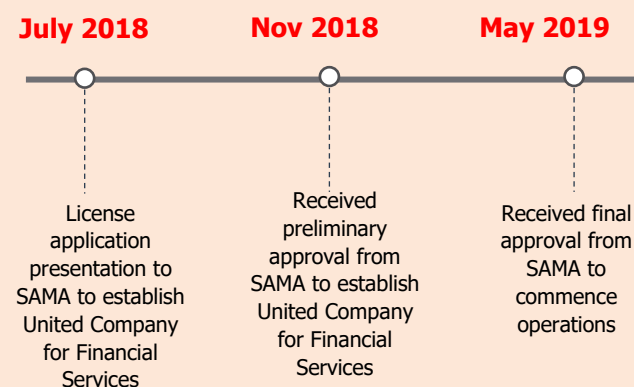 July 2018
License
application
presentation to
SAMA to establish
United Company
for Financial
Services
Nov 2018
Received
preliminary
approval from
SAMA to establish
United Company
for Financial
Services
May 2019
Received final
approval from
SAMA to
commence
operations